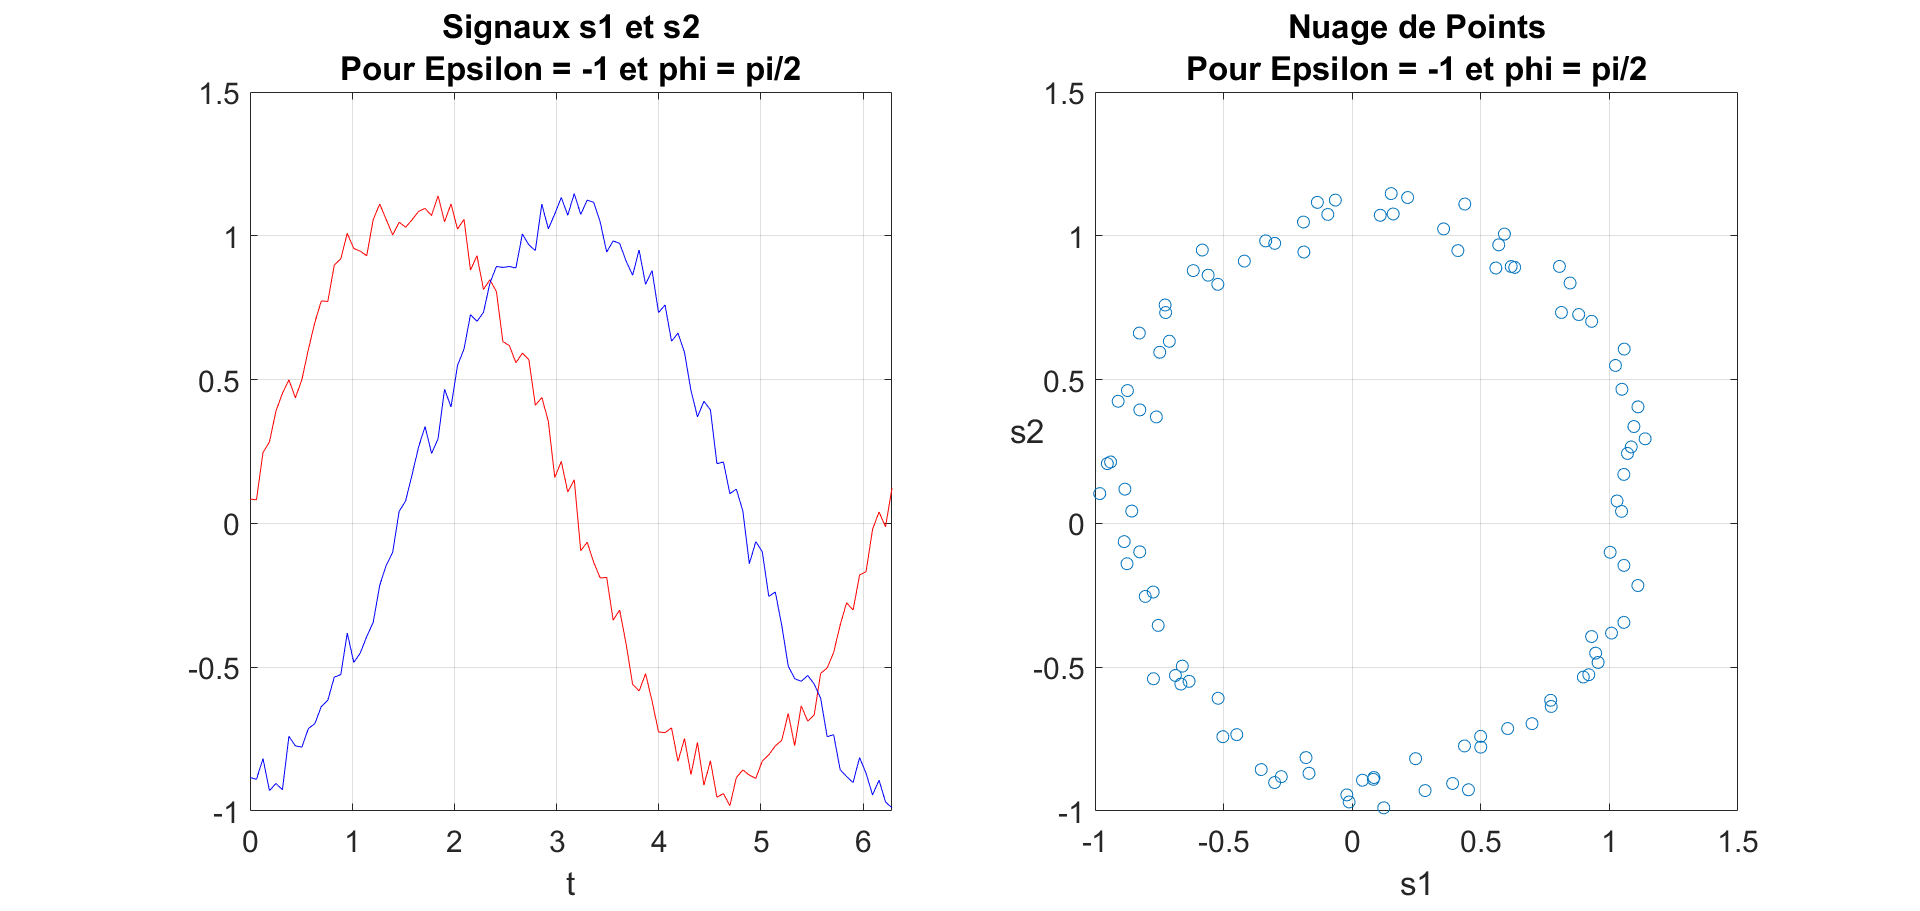 Signaux s1 et s2
Pour Epsilon = -1 et phi = pi/2
1.5
1
0.5
0
-0.5
-1
0 1 2 3 4 5 6
t
Nuage de Points
Pour Epsilon = -1 et phi = pi/2
1.5
1
0.5
s2
0
-0.5
-1
-1 -0.5 0 0.5 1 1.5
s1